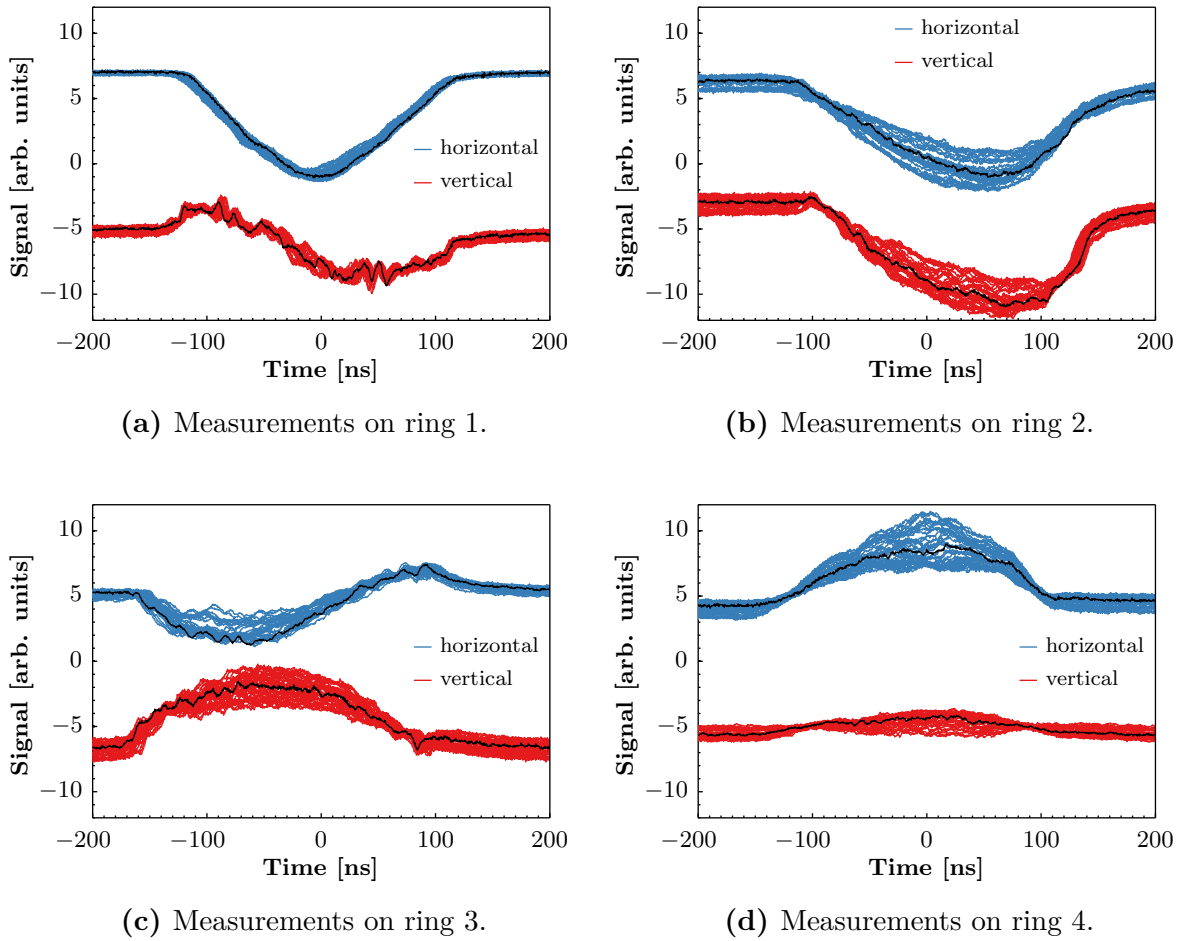 10
5
0
−5
−10
Signal [arb. units]
horizontal
vertical
−200 −100 0 100 200
Time [ns]
(a) Measurements on ring 1.
10
5
0
−5
−10
Signal [arb. units]
horizontal
vertical
−200 −100 0 100 200
Time [ns]
(b) Measurements on ring 2.
10
5
0
−5
−10
Signal [arb. units]
horizontal
vertical
−200 −100 0 100 200
Time [ns]
(c) Measurements on ring 3.
10
5
0
−5
−10
Signal [arb. units]
horizontal
vertical
−200 −100 0 100 200
Time [ns]
(d) Measurements on ring 4.